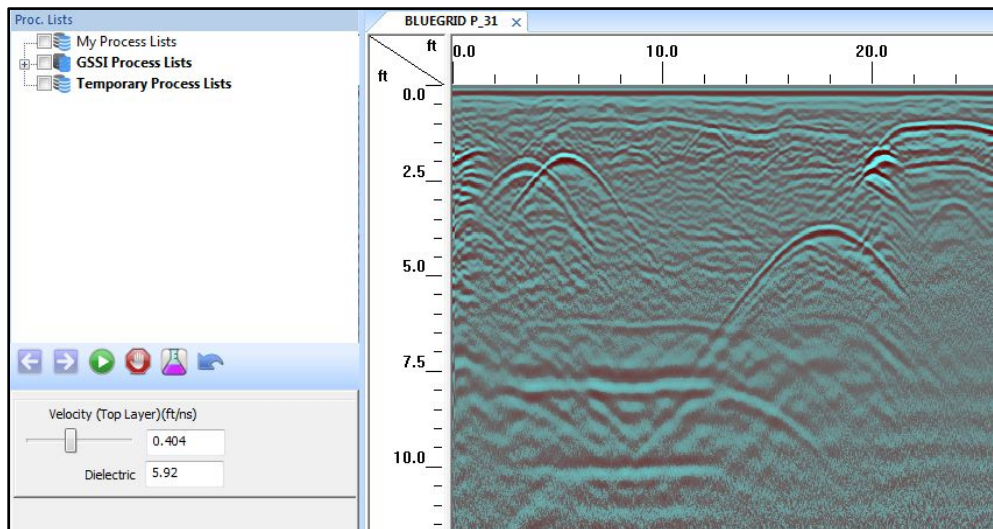 Proc. Lists
My Process Lists
GSSI Process Lists
Temporary Process Lists
Velocity (Top Layer)(ft/ns)
0.404
Dielectric 5.92
BLUEGRID P_31
ft
ft
0.0 10.0 20.0
0.0
2.5
5.0
7.5
10.0